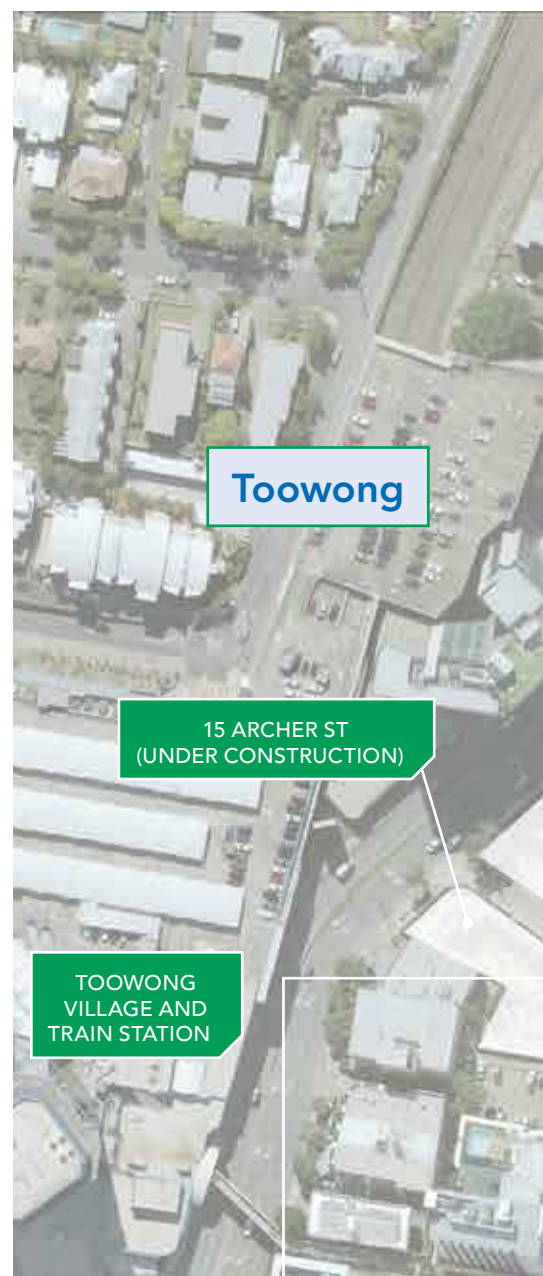 Toowong
15 ARCHER ST
(UNDER CONSTRUCTION)
TOOWONG
VILLAGE AND
TRAIN STATION